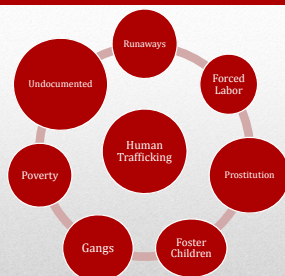 Runaways
Forced
Labor
Prostitution
Foster
Children
Gangs
Poverty
Undocumented
Human
Trafficking